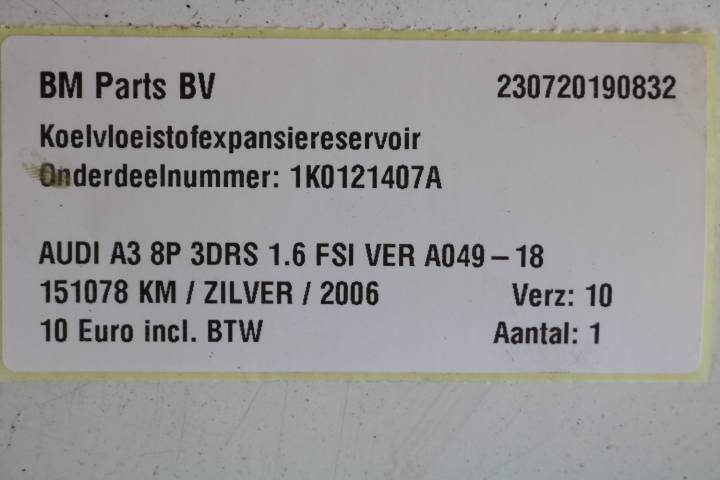 BM Parts BV 230720190832
Koelvloeistofexpansiereservoir
Onderdeelnummer: 1K0121407A
AUDI A3 8P 3DRS 1.6 FSI VER A049 – 18
151078 KM / ZILVER / 2006 Verz: 10
10 Euro incl. BTW Aantal: 1